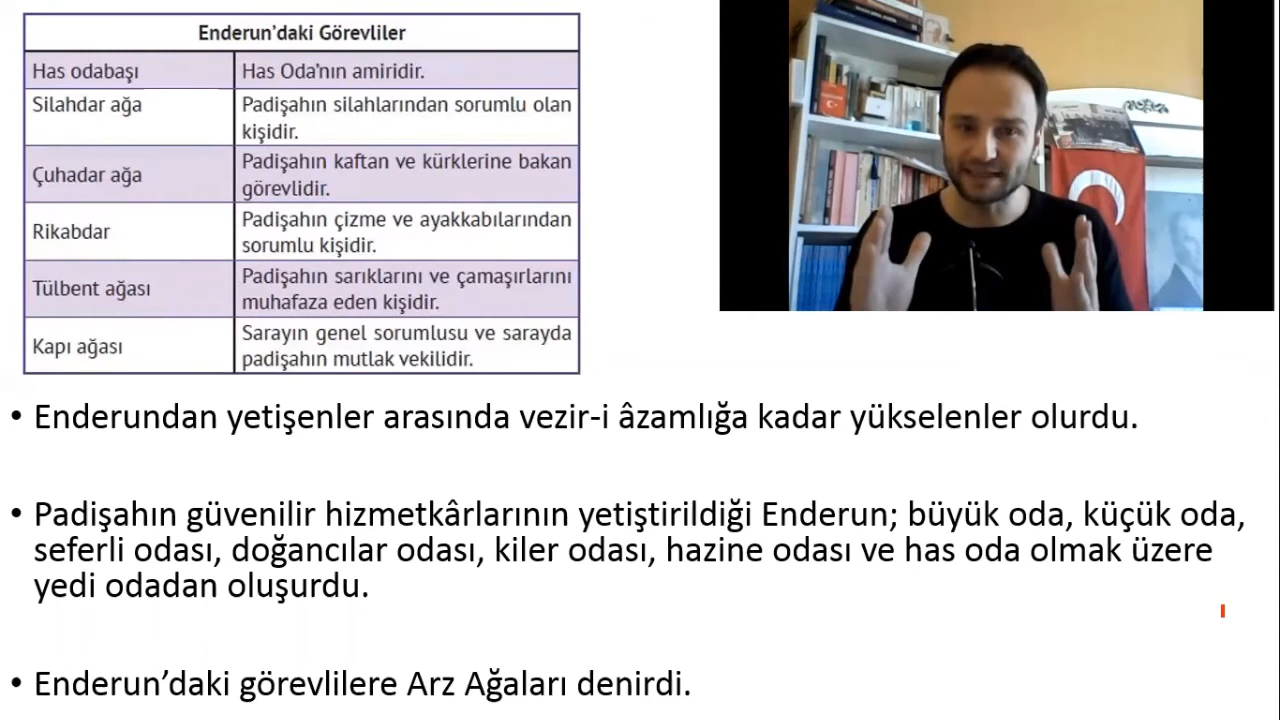 Enderun’daki Görevliler
Has odabaşı
Has Oda’nın amiridir.
Silahdar ağa
Padişahın silahlarından sorumlu olan
kişidir.
Çuhadar ağa
Padişahın kaftan ve kürklerine bakan
görevlidir.
Rikabdar
Padişahın çizme ve ayakkabılarından
sorumlu kişidir.
Tülbent ağası
Padişahın sarıklarını ve çamaşırlarını
muhafaza eden kişidir.
Kapı ağası
Sarayın genel sorumlusu ve sarayda
padişahın mutlak vekilidir.
• Enderundan yetişenler arasında vezir-i âzamlığa kadar yükselenler olurdu.
• Padişahın güvenilir hizmetkârlarının yetiştirildiği Enderun; büyük oda, küçük oda,
seferli odası, doğancılar odası, kiler odası, hazine odası ve has oda olmak üzere
yedi odadan oluşurdu.
• Enderun’daki görevlilere Arz Ağaları denirdi.